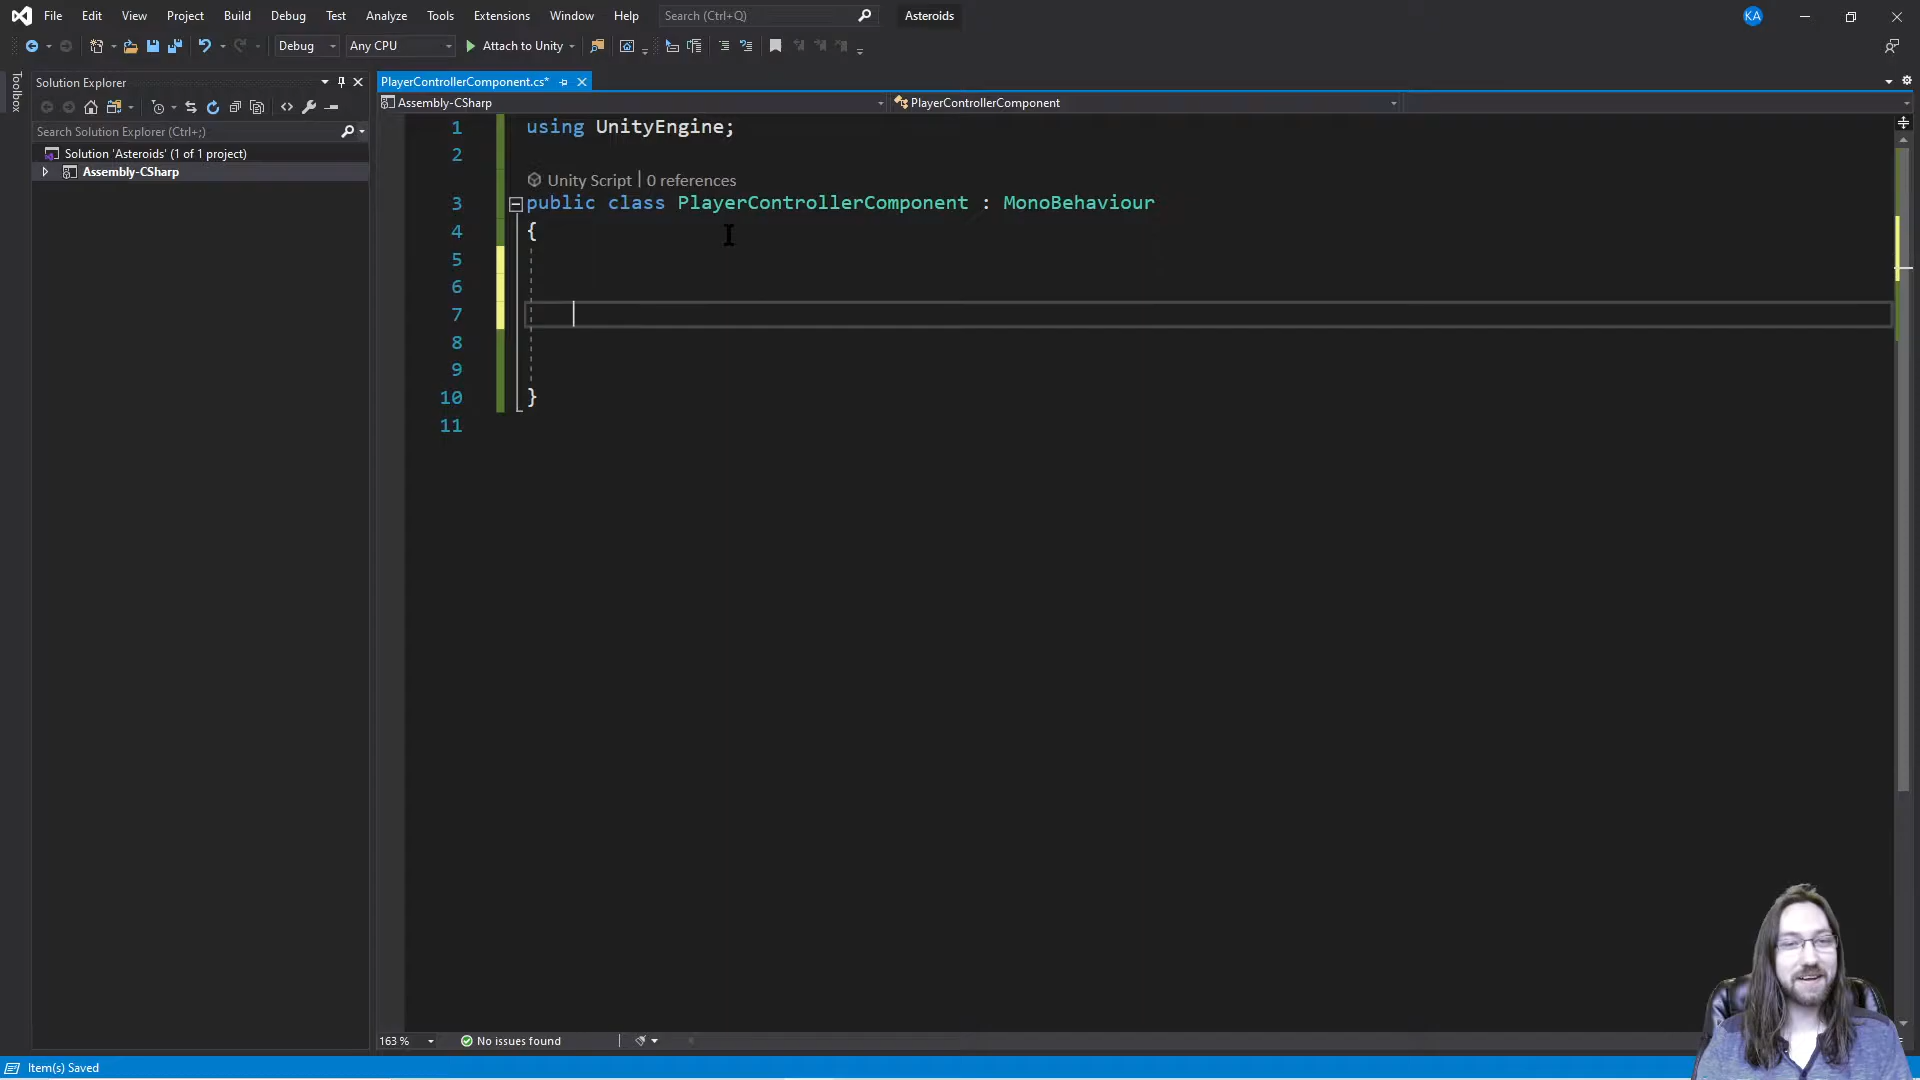 File Edit View Project Build Debug Test Analyze Tools Extensions Window Help Search (Ctrl+Q) Asteroids KA
Debug Any CPU Attach to Unity
Toolbox
Solution Explorer
Search Solution Explorer (Ctrl+;)
Solution 'Asteroids' (1 of 1 project)
Assembly-CSharp
PlayerControllerComponent.cs*
Assembly-CSharp PlayerControllerComponent
1 using UnityEngine;
2
Unity Script | 0 references
3 public class PlayerControllerComponent : MonoBehaviour
4 {
5
6
7
8
9
10 }
11
163 % No issues found
Item(s) Saved